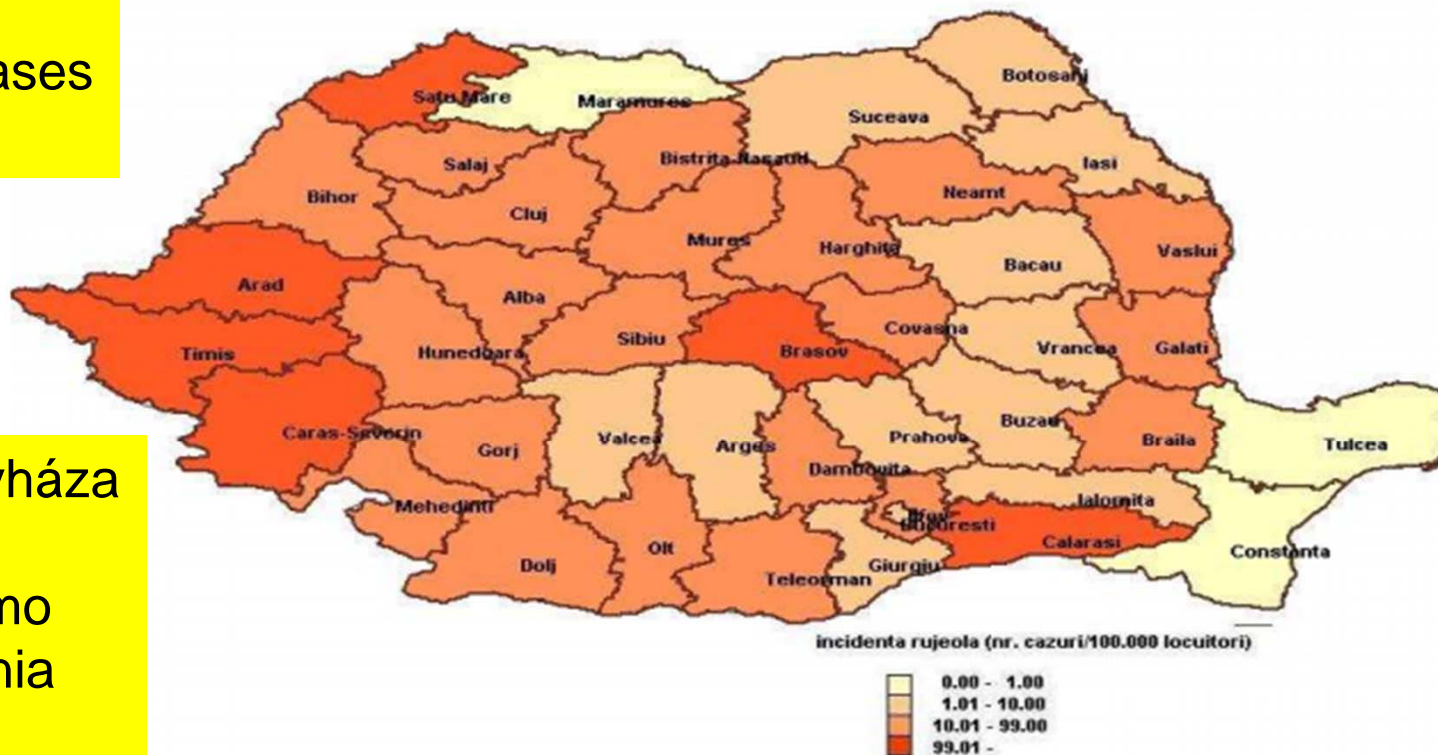 ases
Botosani
Satu Mare
Maramures
Suceava
Salaj
Bistrita-Nasaud
Iasi
Bihor
Cluj
Neamt
Mures
Harghita
Bacau
Vaslui
Arad
Alba
Timis
Hunedoara
Sibiu
Brasov
Covasna
Vrancea
Galati
Caras-Severin
Gorj
Valcea
Arges
Prahova
Buzau
Braila
Tulcea
Dambovita
yháza
Mehedinti
Ialomita
Bucuresti
Calarasi
Constanta
Dolj
Olt
Teleorman
Giurgiu
mo
nia
incidenta rujeola (nr. cazuri/100.000 locuitori)
0.00 - 1.00
1.01 - 10.00
10.01 - 99.00
99.01 -